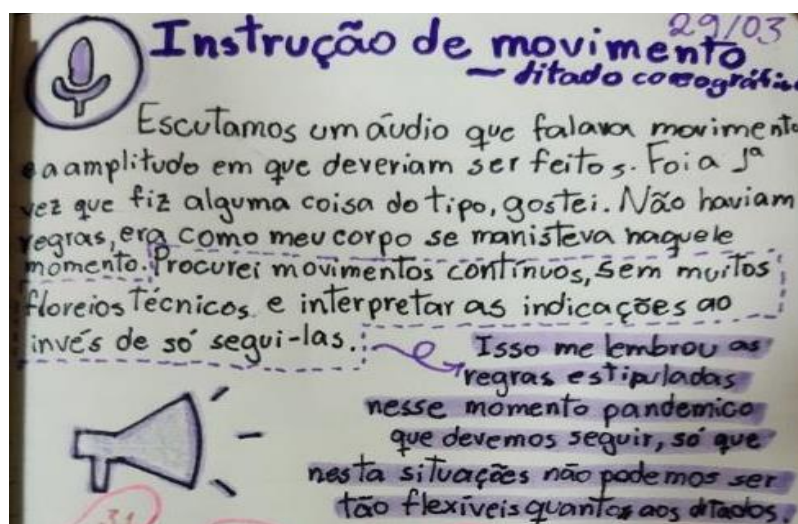 29/03
Instrução de movimento
— ditado coreográfi
Escutamos um áudio que falava movimento
e a amplitudo em que deveriam ser feitos. Foi a 1ª
vez que fiz alguma coisa do tipo, gostei. Não haviam
regras, era como meu corpo se manisteva naquele
momento. Procurei movimentos contínuos, sem muitos
floreios técnicos e interpretar as indicações ao
invés de só segui-las.
Isso me lembrou as
regras estipuladas
nesse momento pandemico
que devemos seguir, só que
nesta situações não podemos ser
tão flexíveis quantos aos ditados.
31